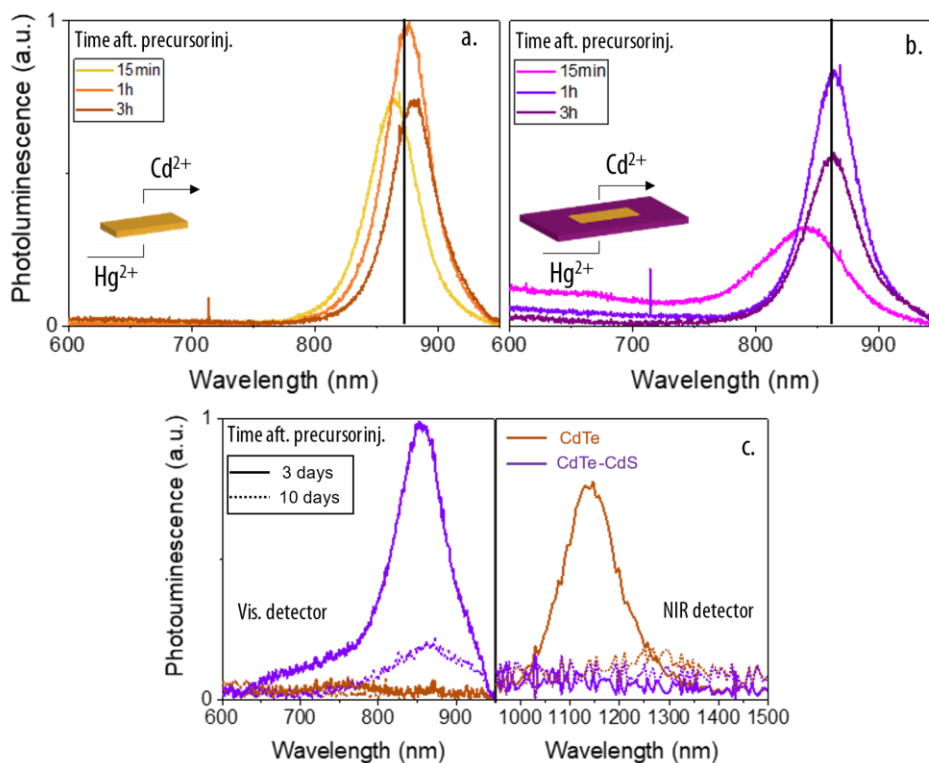 Photoluminescence (a.u.)
1
0
Time aft. precursorinj.
15min
1h
3h
a.
Cd²⁺
Hg²⁺
600 700 800 900
Wavelength (nm)
Time aft. precursorinj.
15min
1h
3h
b.
Cd²⁺
Hg²⁺
600 700 800 900
Wavelength (nm)
Photouminescence (a.u.)
1
0
Time aft. precursorinj.
3 days
10 days
Vis. detector
600 700 800 900
Wavelength (nm)
CdTe
CdTe-CdS
c.
NIR detector
1000 1100 1200 1300 1400 1500
Wavelength (nm)